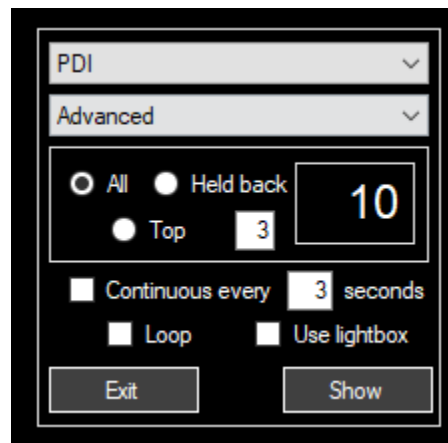 PDI
Advanced
All Held back 10
Top 3
Continuous every 3 seconds
Loop Use lightbox
Exit Show